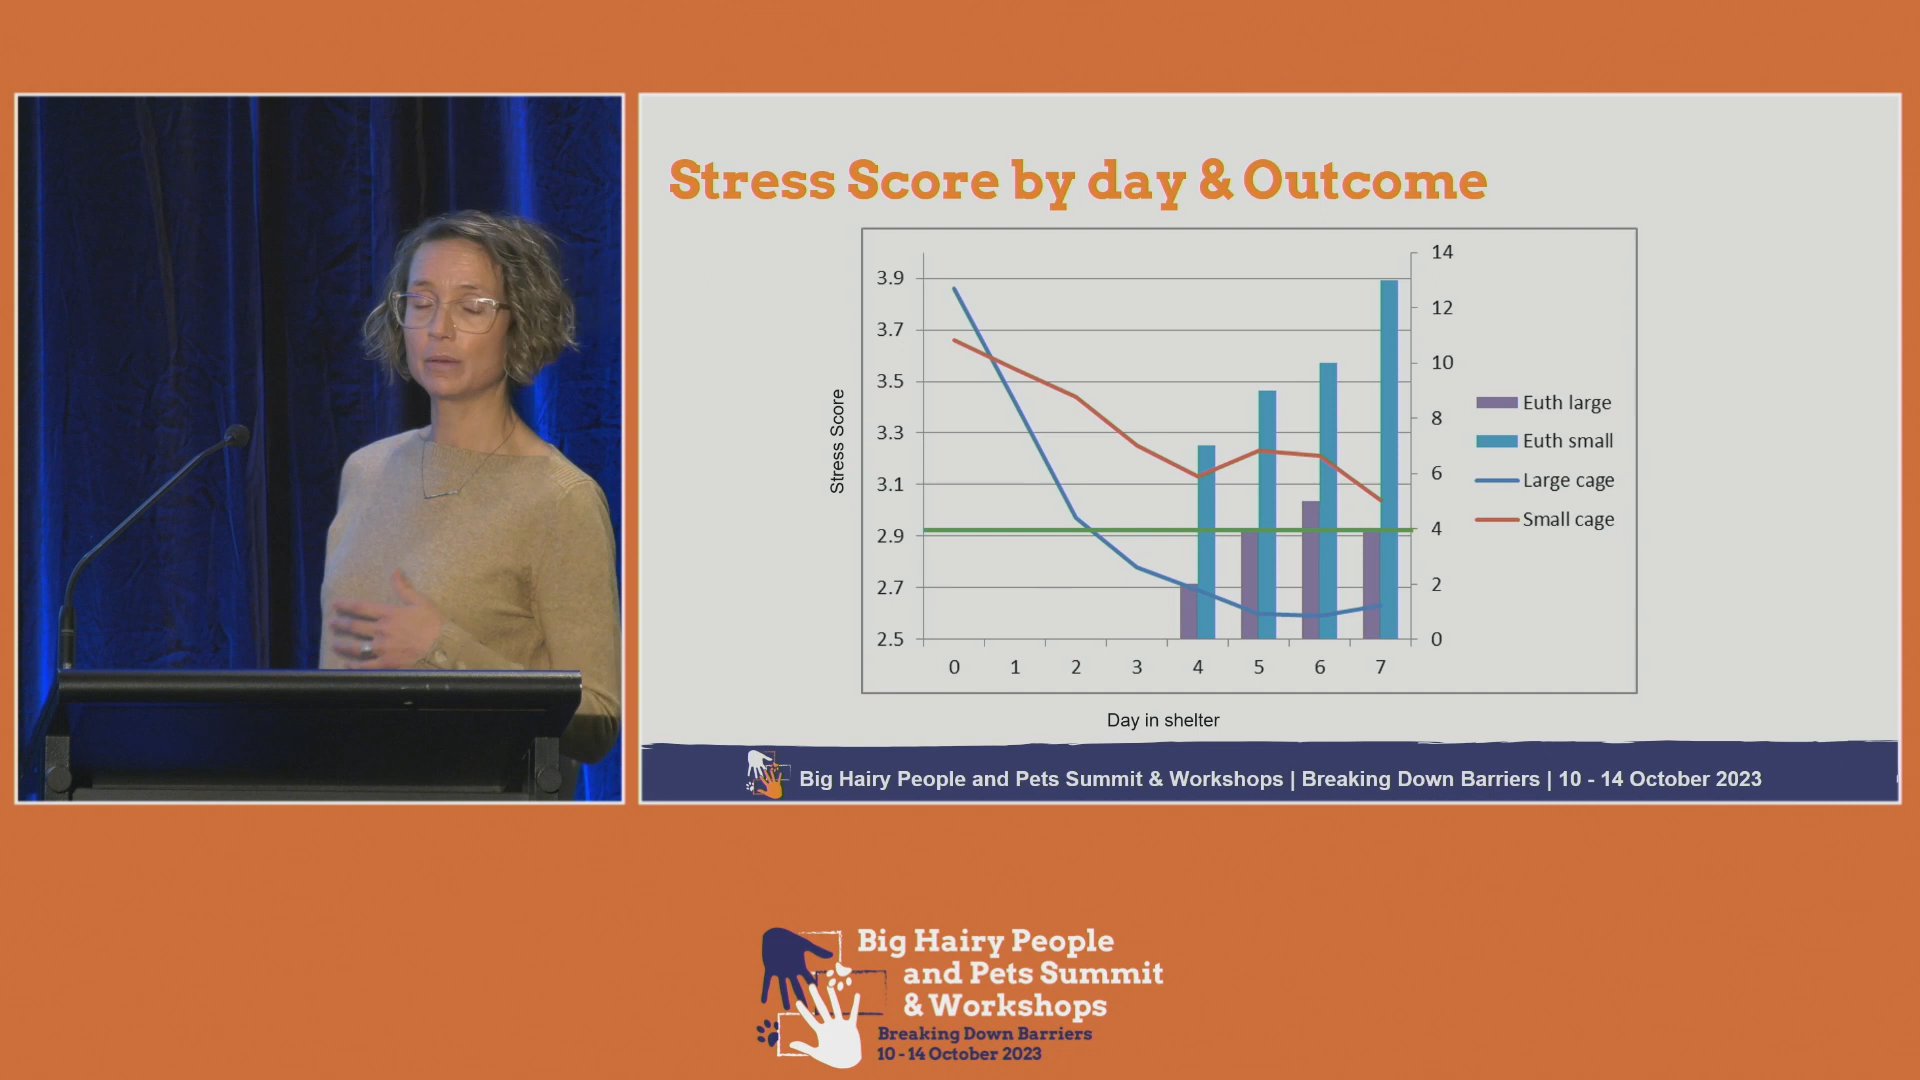 Stress Score by day & Outcome
Stress Score
3.9
3.7
3.5
3.3
3.1
2.9
2.7
2.5
14
12
10
8
6
4
2
0
0 1 2 3 4 5 6 7
Day in shelter
Euth large
Euth small
Large cage
Small cage
Big Hairy People and Pets Summit & Workshops | Breaking Down Barriers | 10 - 14 October 2023
Big Hairy People
and Pets Summit
& Workshops
Breaking Down Barriers
10 - 14 October 2023